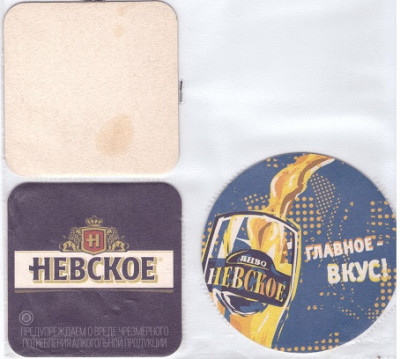 Н
НЕВСКОЕ
ПРЕДУПРЕЖДАЕМ О ВРЕДЕ ЧРЕЗМЕРНОГО
ПОТРЕБЛЕНИЯ АЛКОГОЛЬНОЙ ПРОДУКЦИИ
ПИВО
НЕВСКОЕ
ГЛАВНОЕ-
ВКУС!